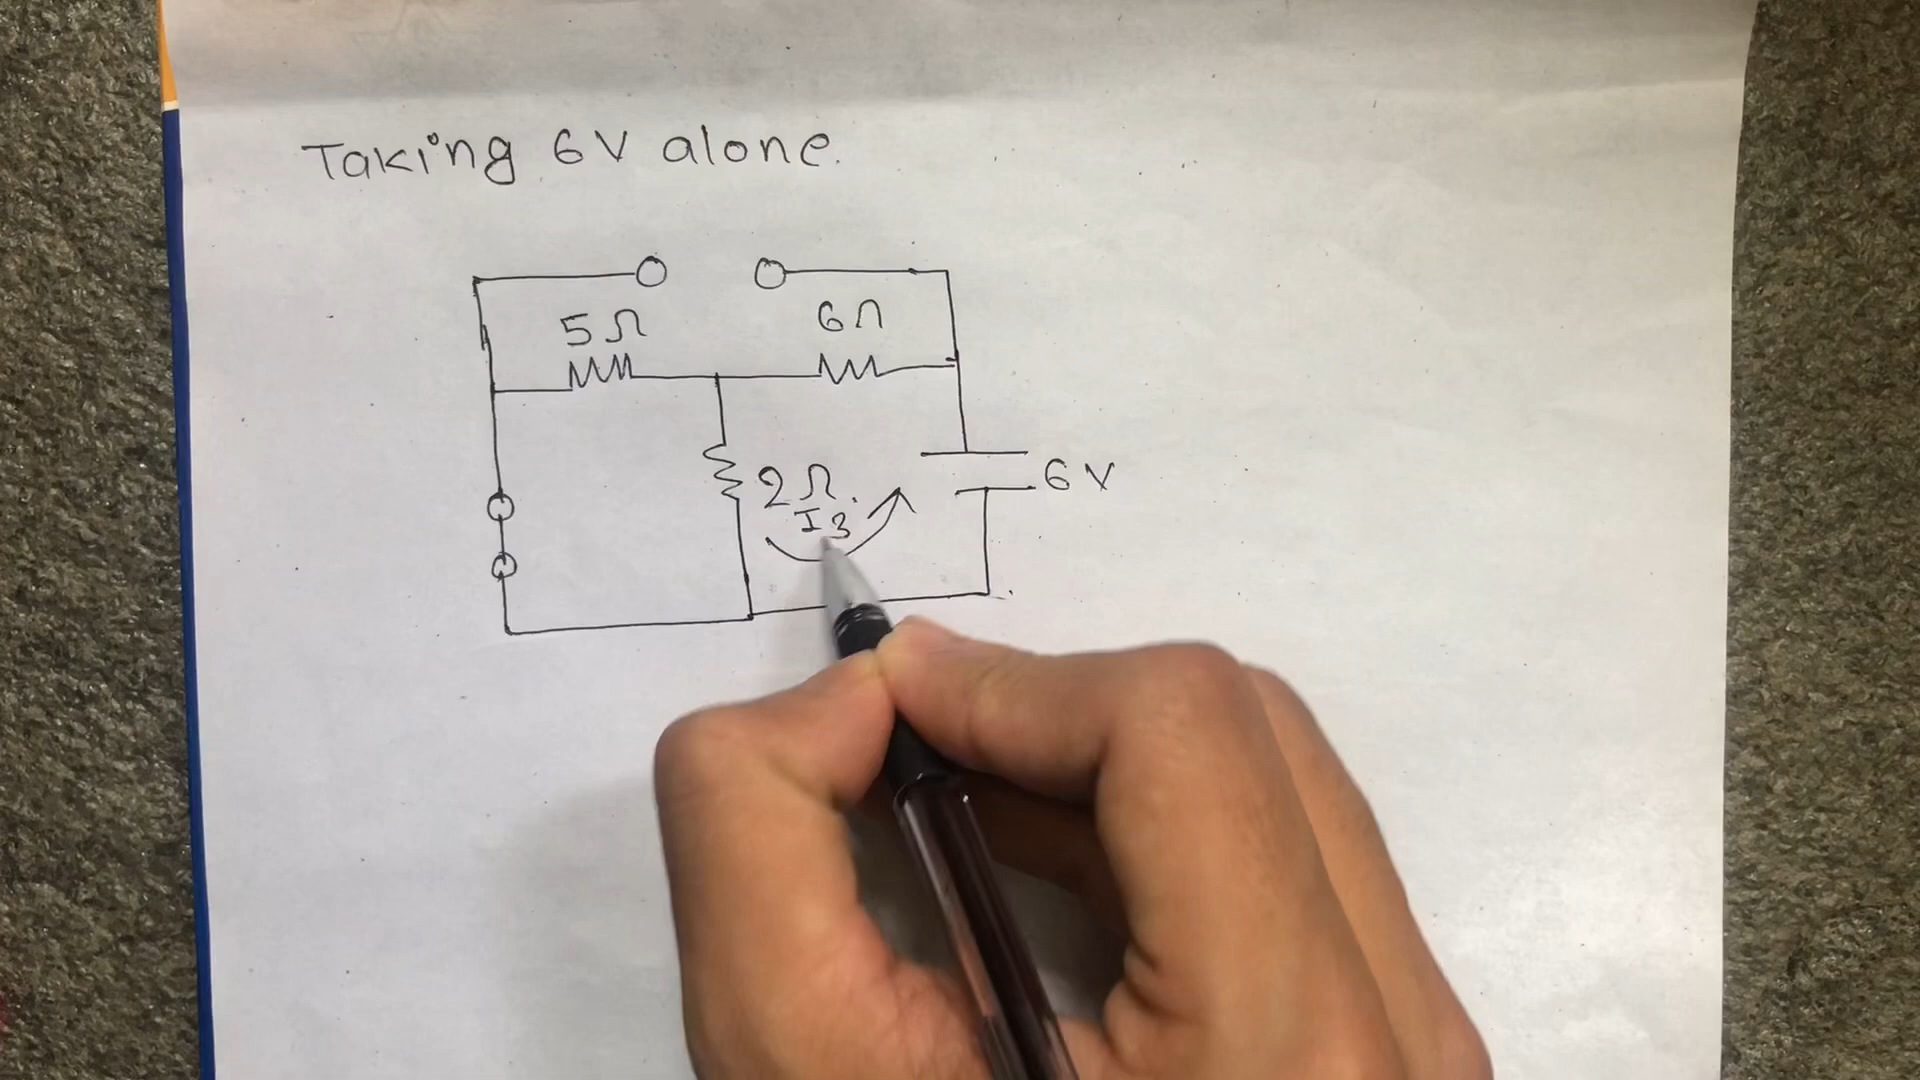 Taking 6V alone.
5Ω
6Ω
2Ω.
6V
I3